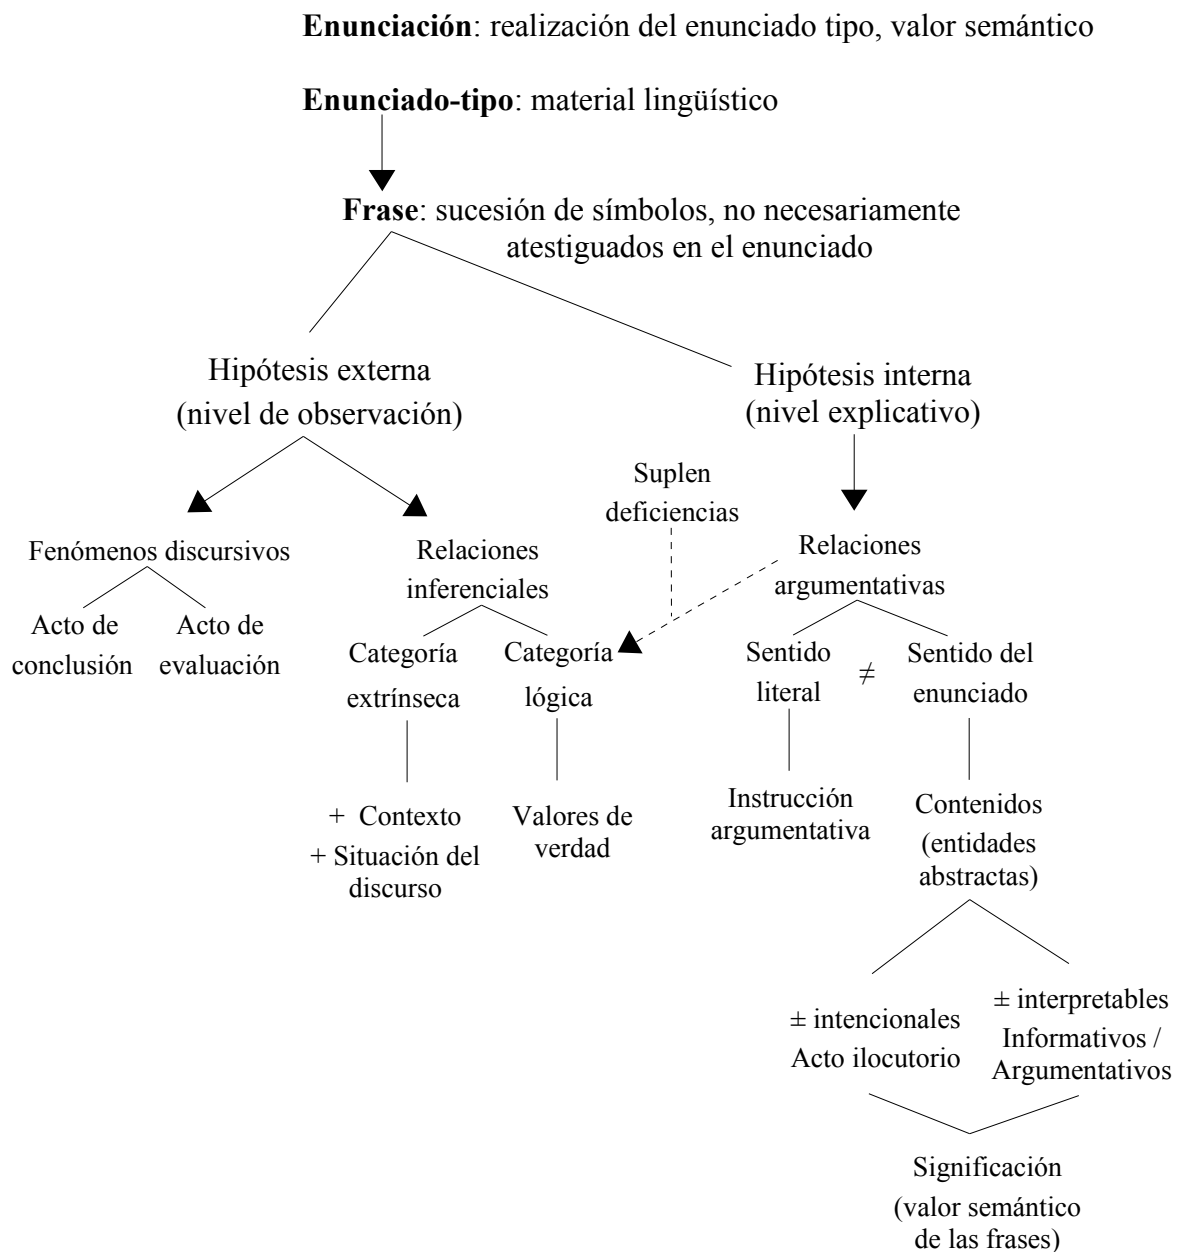 Enunciación: realización del enunciado tipo, valor semántico
Enunciado-tipo: material lingüístico
Frase: sucesión de símbolos, no necesariamente
atestiguados en el enunciado
Hipótesis externa
(nivel de observación)
Hipótesis interna
(nivel explicativo)
Suplen
deficiencias
Fenómenos discursivos
Relaciones
inferenciales
Relaciones
argumentativas
Acto de
conclusión
Acto de
evaluación
Categoría
extrínseca
Categoría
lógica
Sentido
literal
≠
Sentido del
enunciado
+ Contexto
+ Situación del
discurso
Valores de
verdad
Instrucción
argumentativa
Contenidos
(entidades
abstractas)
± intencionales
Acto ilocutorio
± interpretables
Informativos /
Argumentativos
Significación
(valor semántico
de las frases)